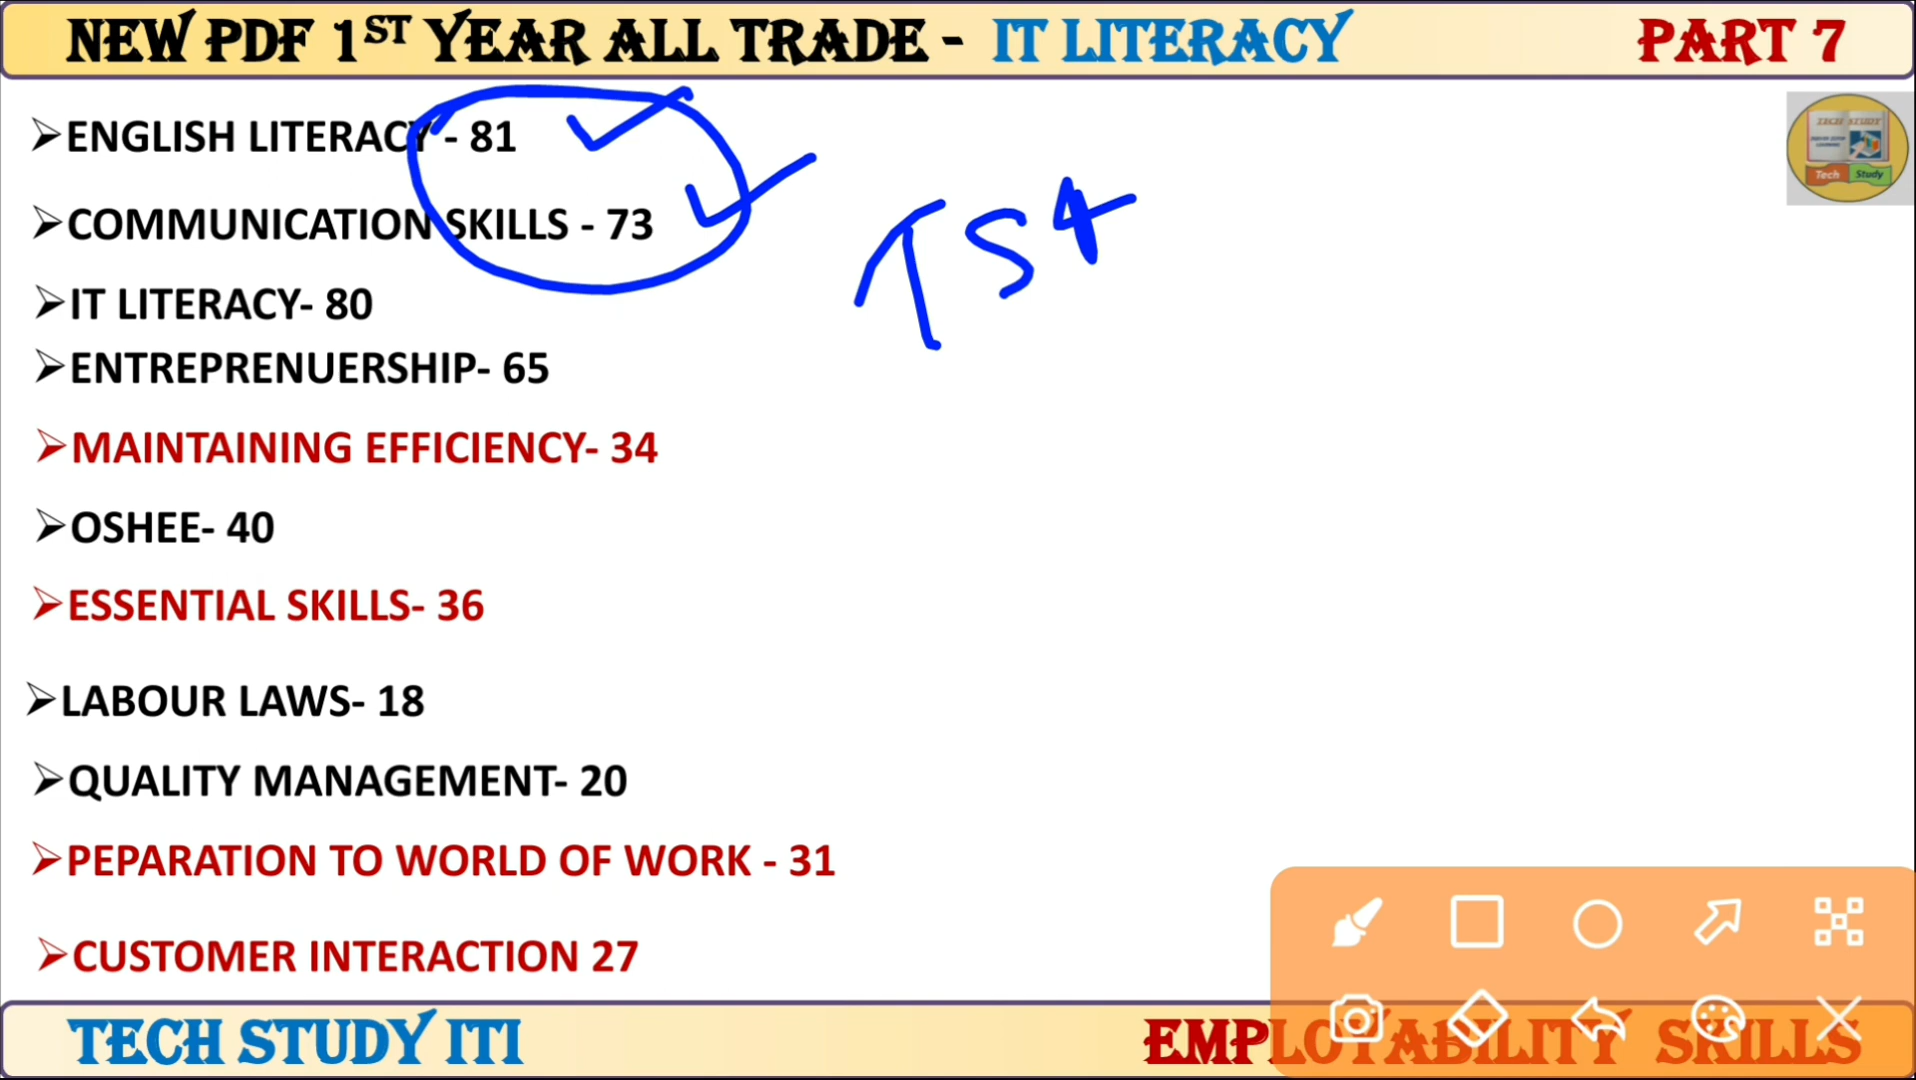 NEW PDF 1ST YEAR ALL TRADE - IT LITERACY PART 7
ENGLISH LITERACY - 81
COMMUNICATION SKILLS - 73
IT LITERACY- 80
ENTREPRENUERSHIP- 65
MAINTAINING EFFICIENCY- 34
OSHEE- 40
ESSENTIAL SKILLS- 36
LABOUR LAWS- 18
QUALITY MANAGEMENT- 20
PEPARATION TO WORLD OF WORK - 31
CUSTOMER INTERACTION 27
Tech Study
TECH STUDY ITI EMPLOYABILITY SKILLS